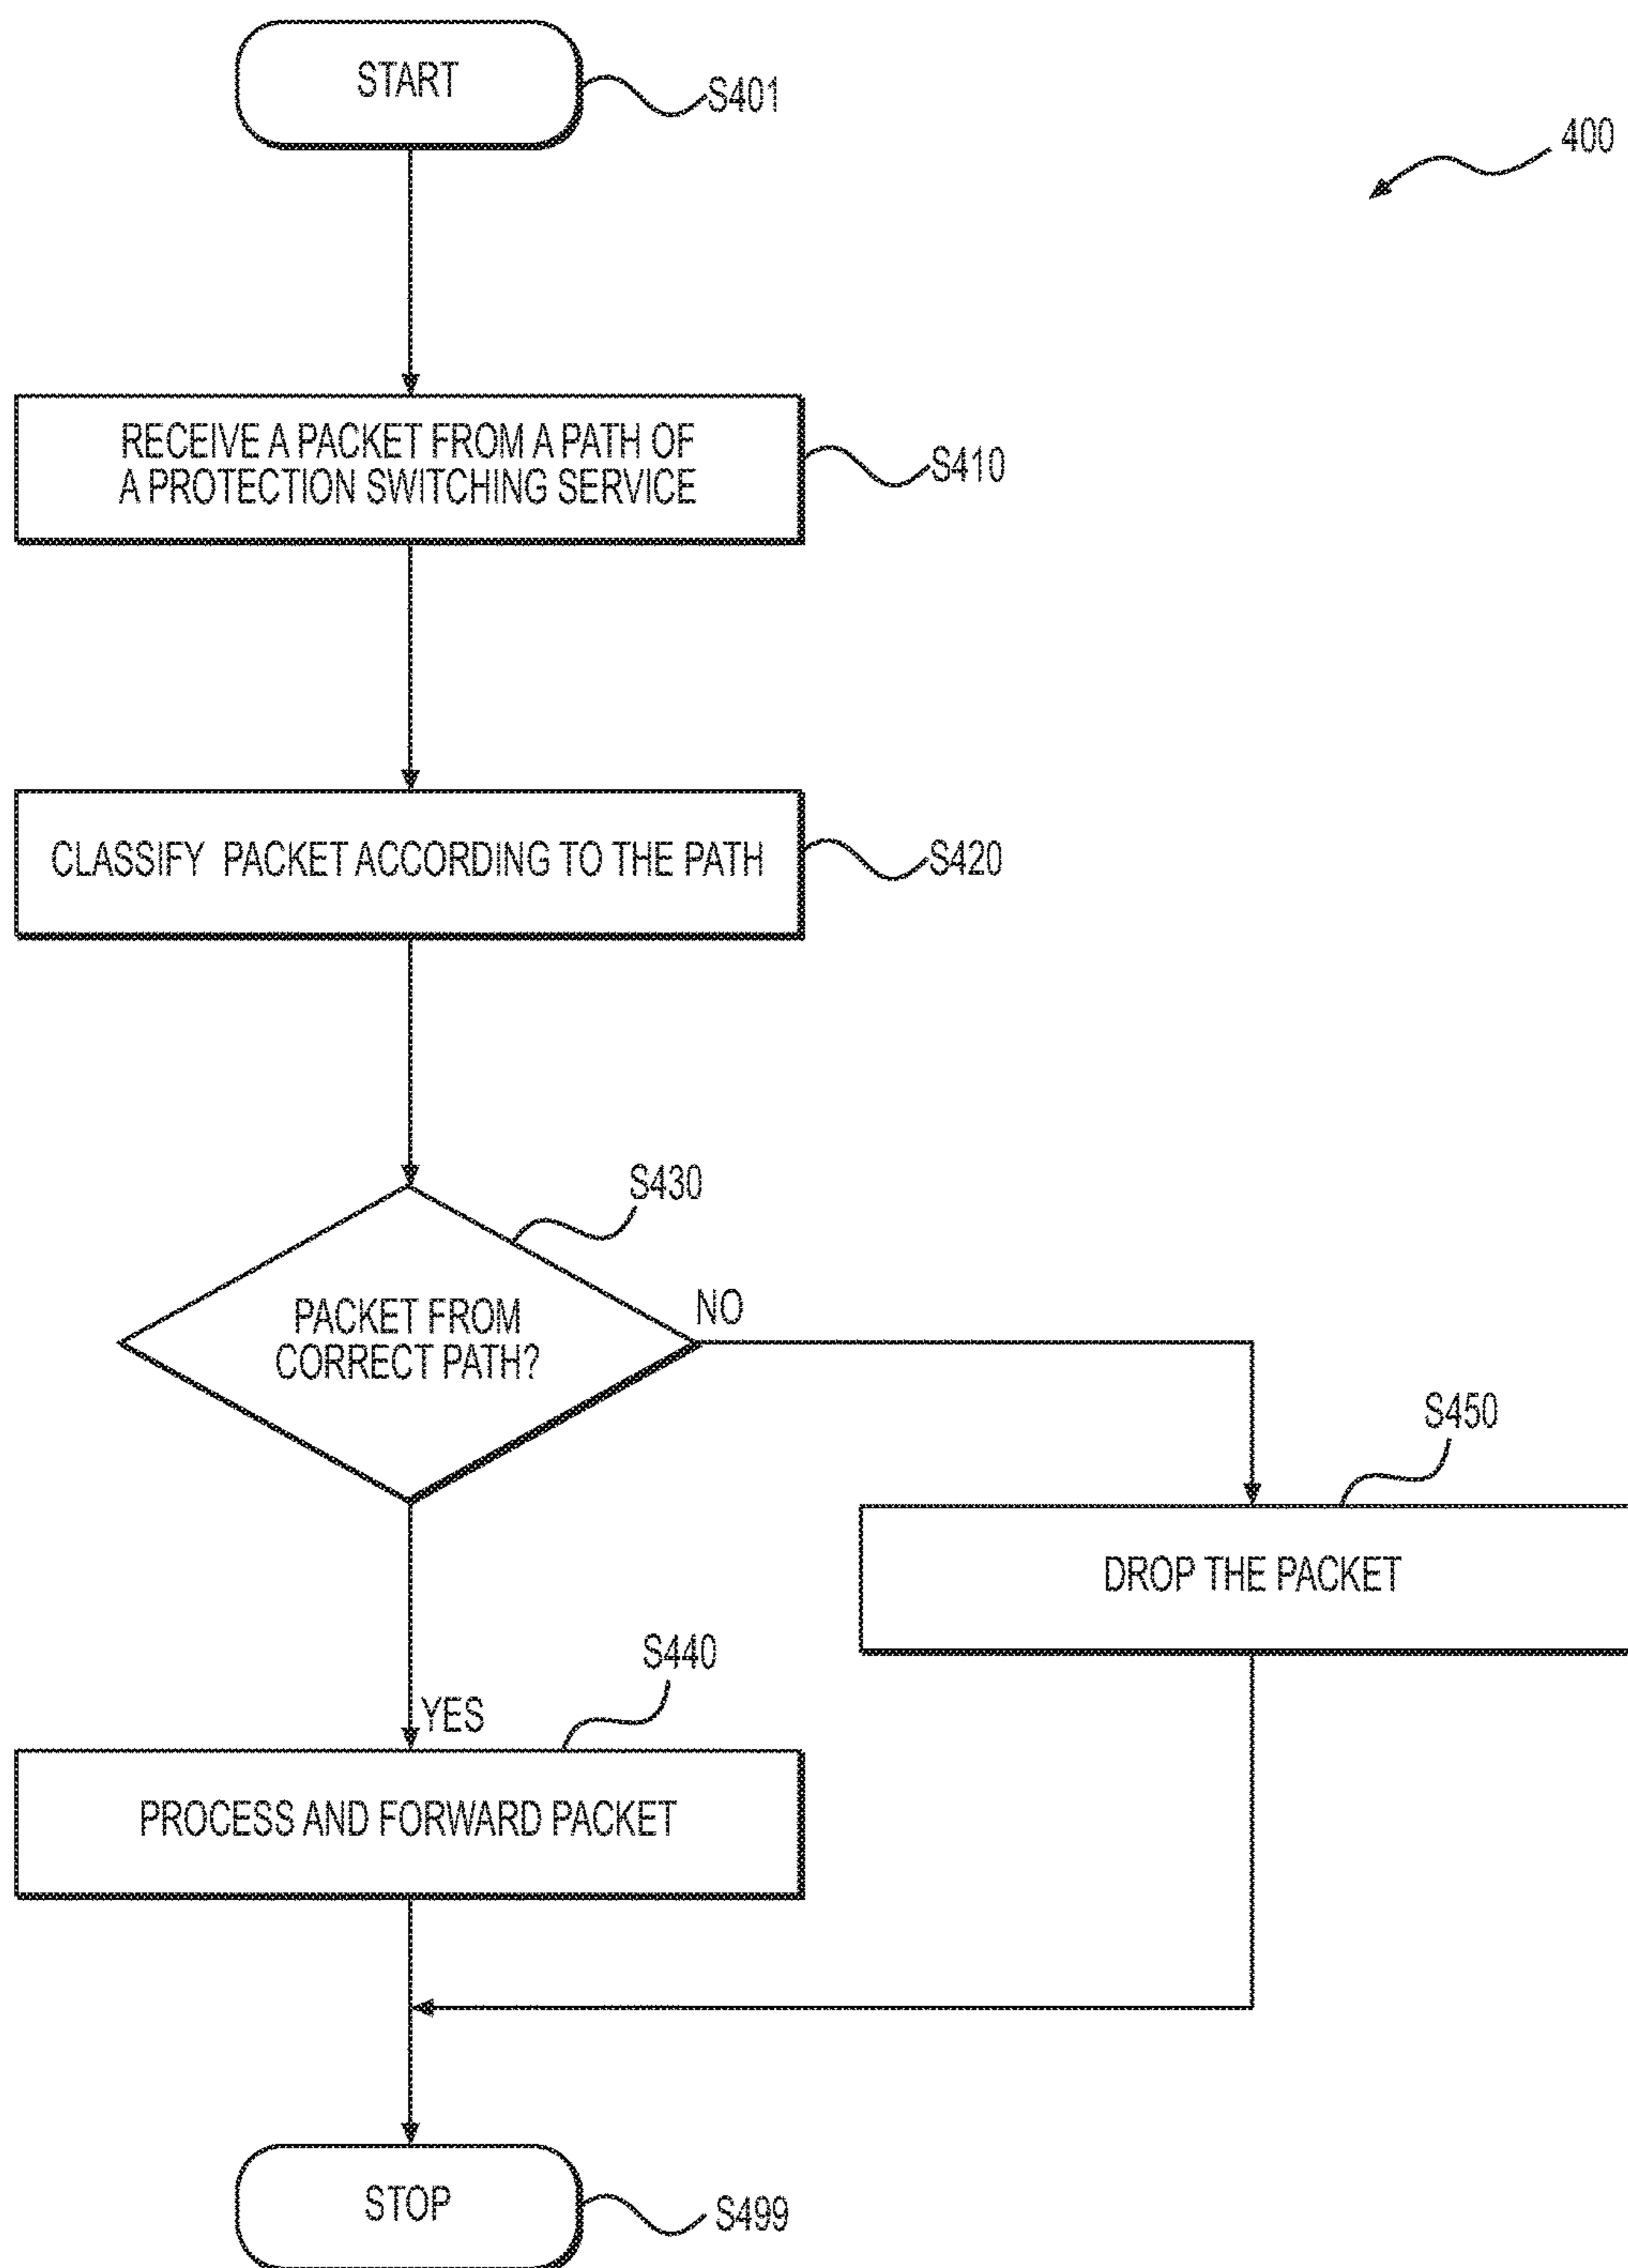 START
S401
400
RECEIVE A PACKET FROM A PATH OF
A PROTECTION SWITCHING SERVICE
S410
CLASSIFY PACKET ACCORDING TO THE PATH
S420
S430
PACKET FROM
CORRECT PATH?
NO
S450
DROP THE PACKET
S440
YES
PROCESS AND FORWARD PACKET
STOP
S499